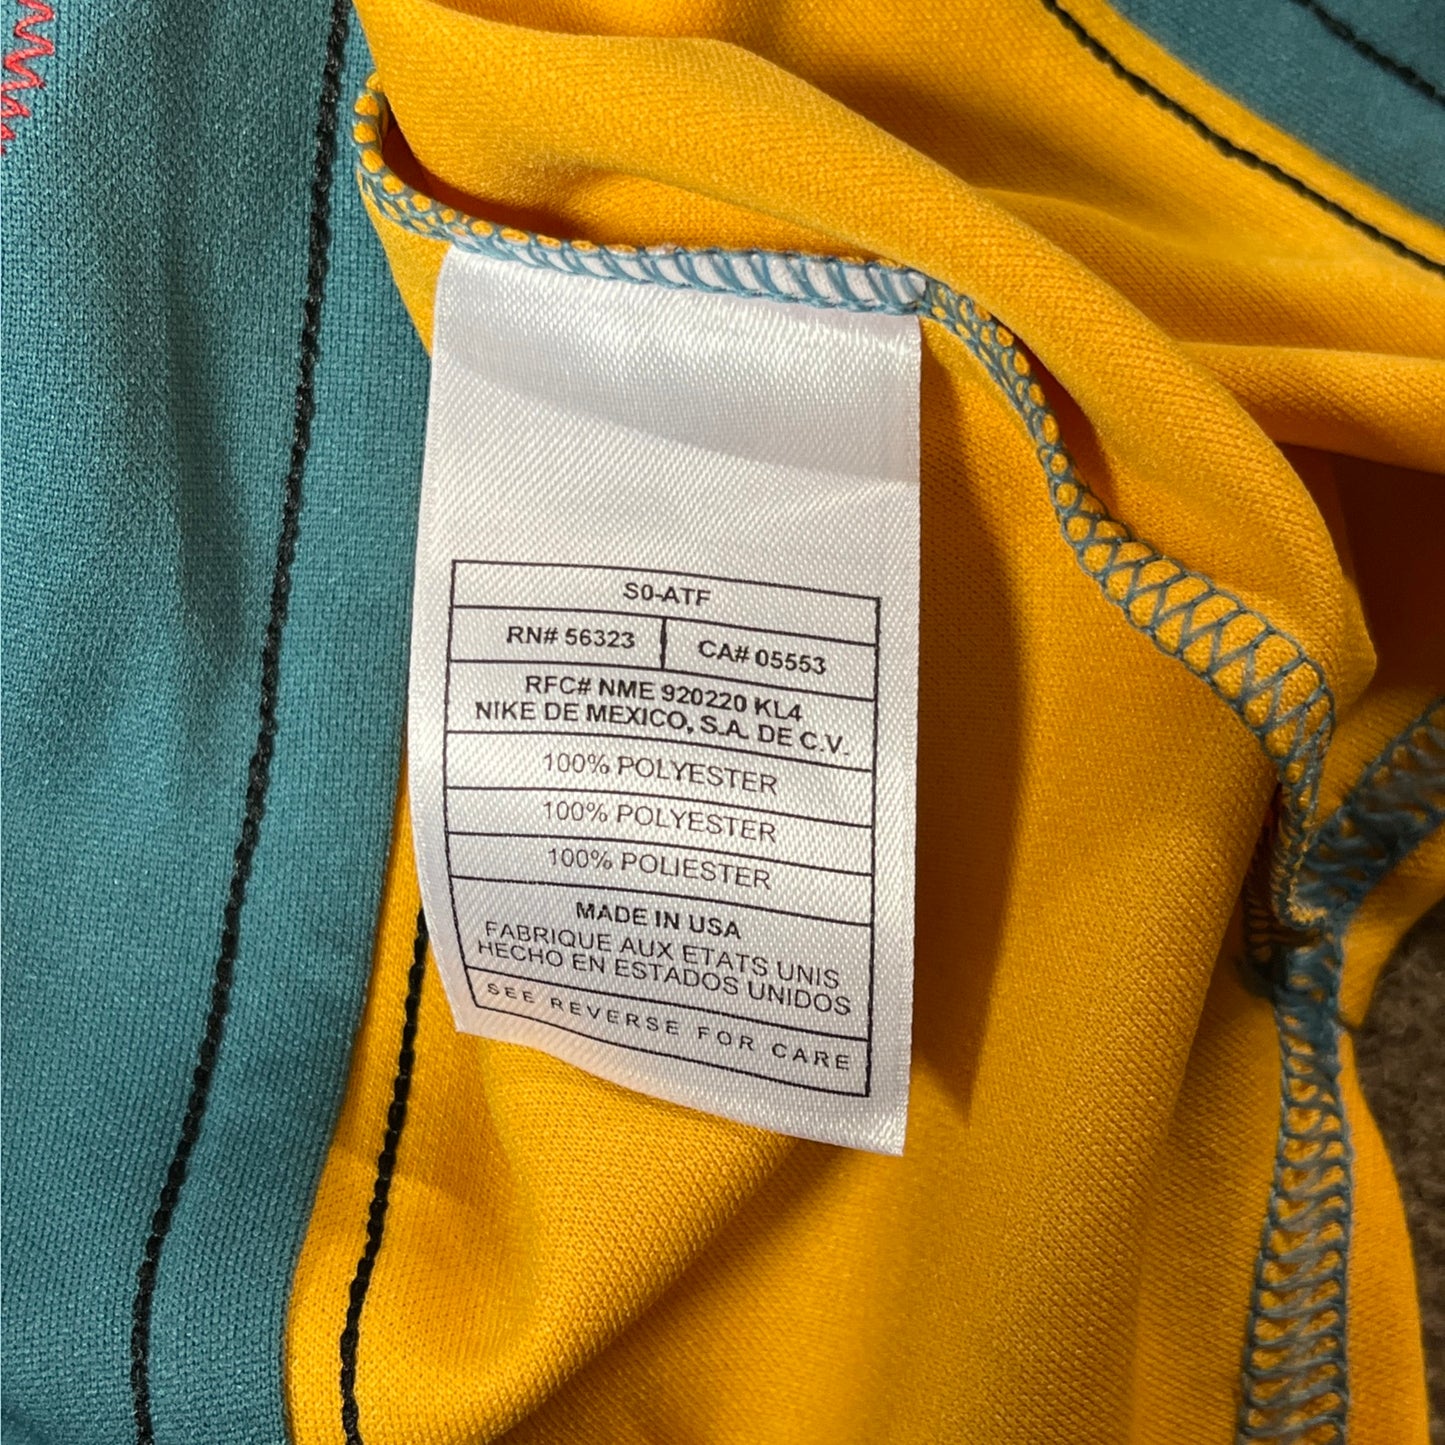 S0-ATF
RN# 56323 CA# 05553
RFC# NME 920220 KL4
NIKE DE MEXICO, S.A. DE C.V.
100% POLYESTER
100% POLYESTER
100% POLIESTER
MADE IN USA
FABRIQUE AUX ETATS UNIS
HECHO EN ESTADOS UNIDOS
SEE REVERSE FOR CARE